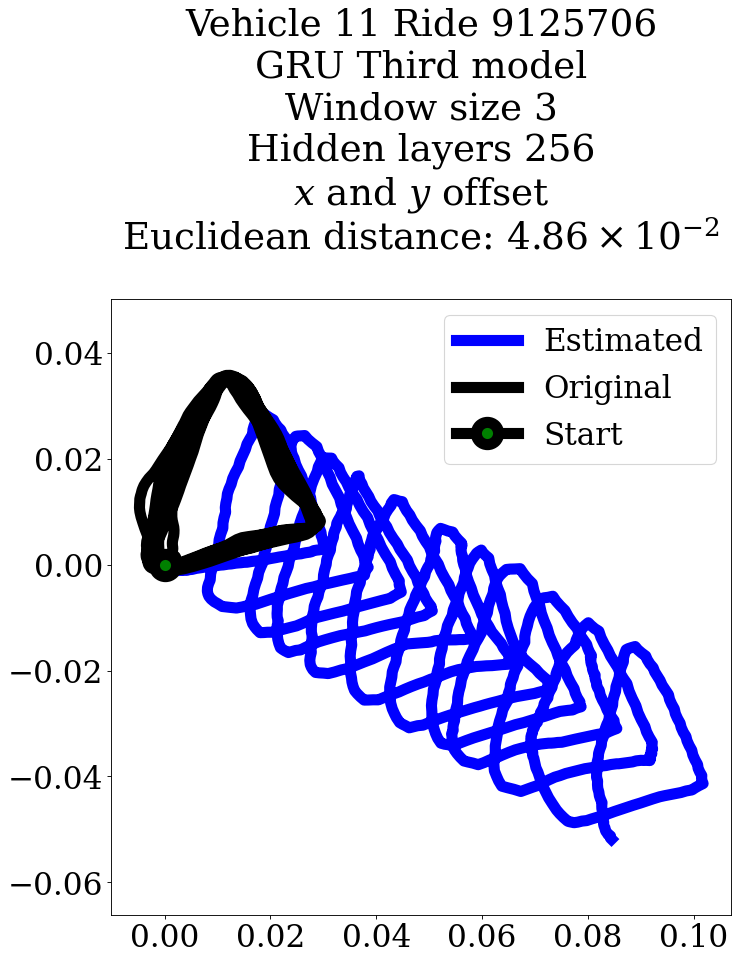 Vehicle 11 Ride 9125706
GRU Third model
Window size 3
Hidden layers 256
x and y offset
Euclidean distance: 4.86 × 10⁻²
Estimated
Original
Start
0.04
0.02
0.00
−0.02
−0.04
−0.06
0.00 0.02 0.04 0.06 0.08 0.10